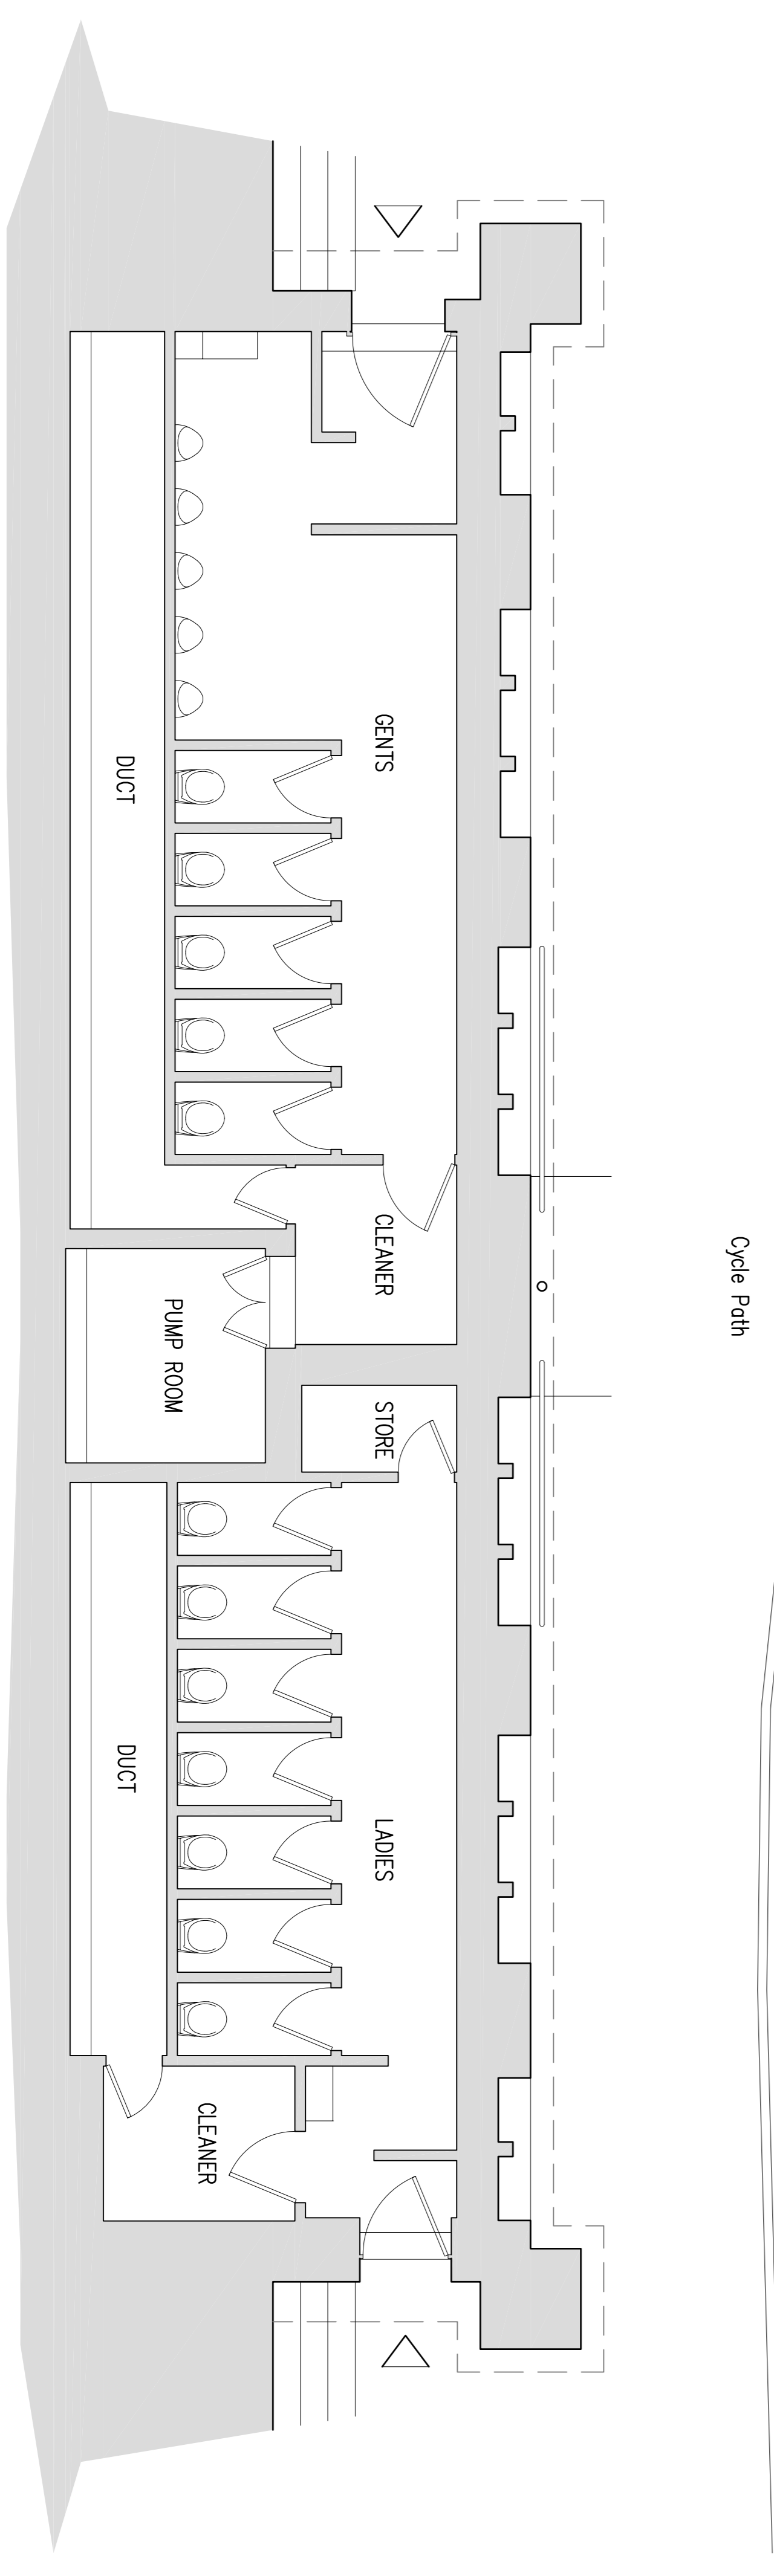 GENTS
DUCT
CLEANER
Cycle Path
PUMP ROOM
STORE
DUCT
LADIES
CLEANER